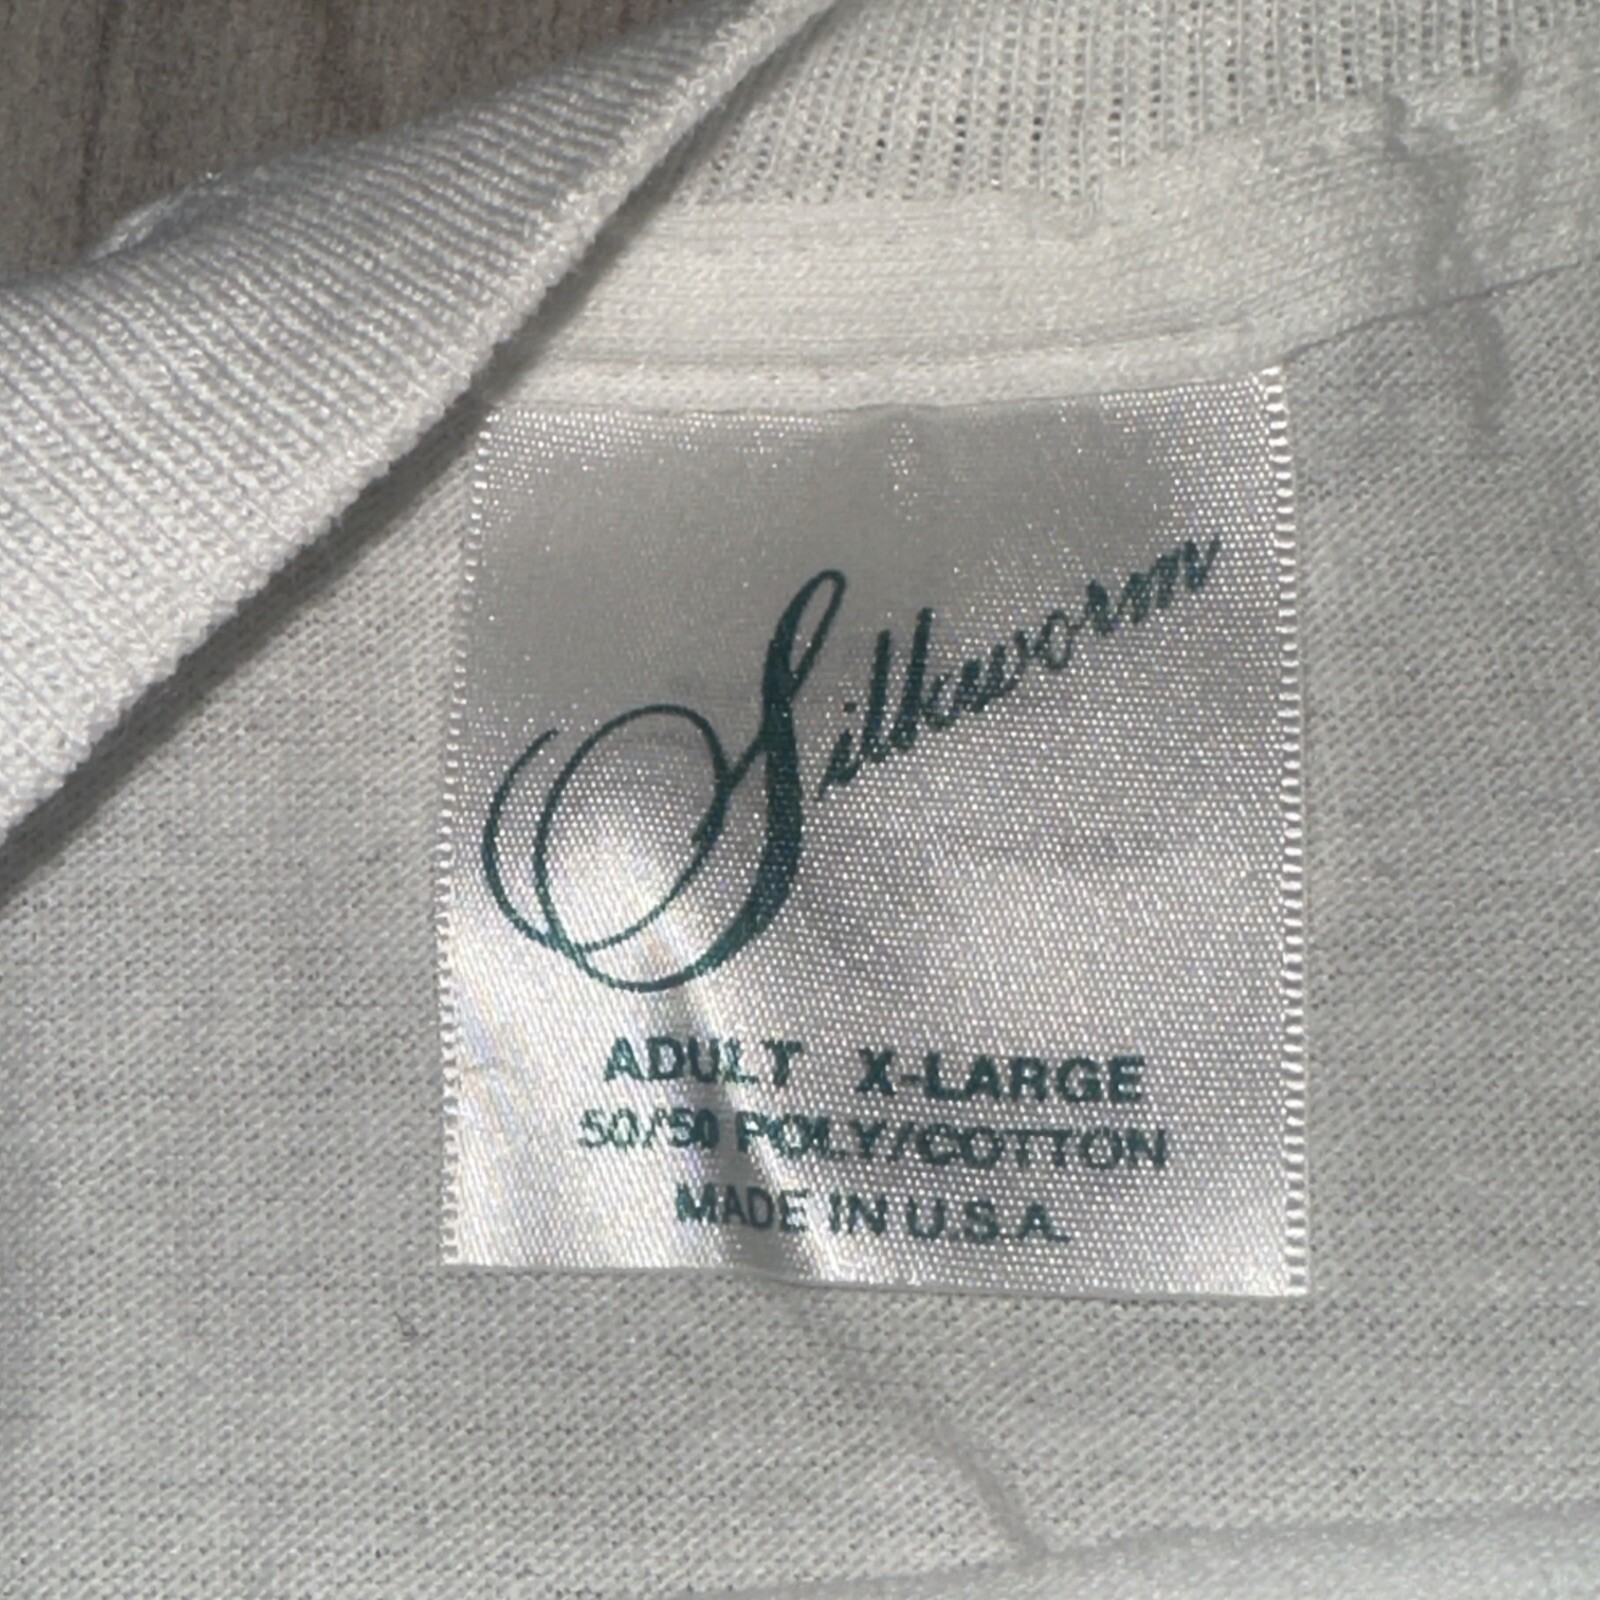 Silkworm
ADULT X-LARGE
50/50 POLY/COTTON
MADE IN U.S.A.